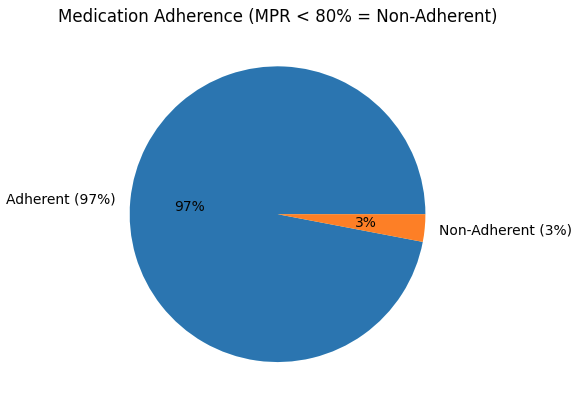 Medication Adherence (MPR < 80% = Non-Adherent)
Adherent (97%)
97%
3%
Non-Adherent (3%)